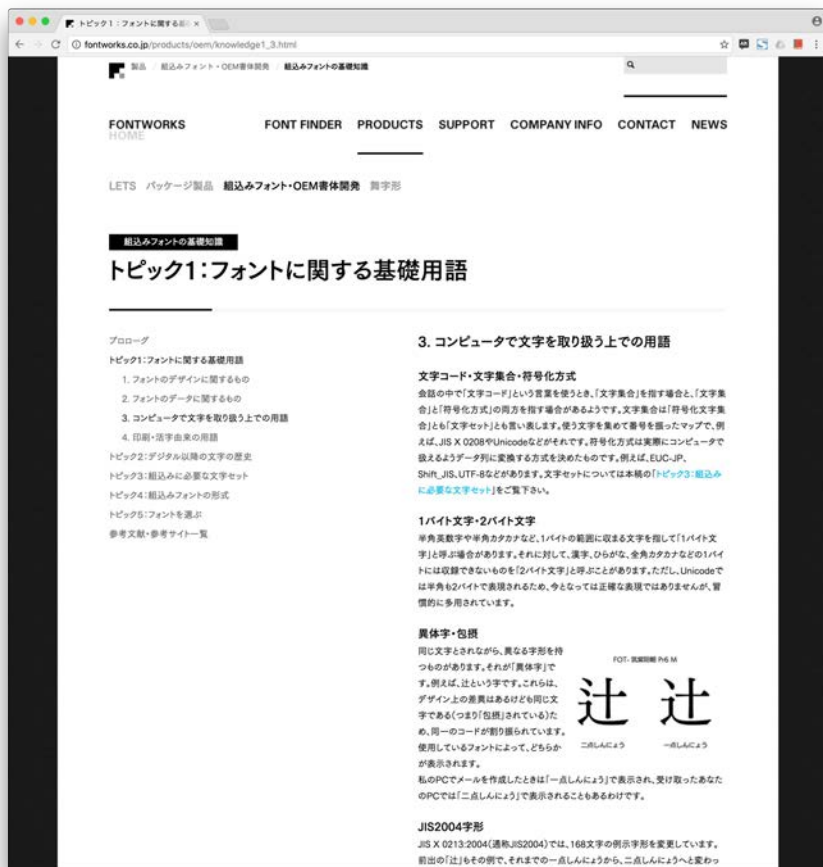 トピック1：フォントに関する基礎
fontworks.co.jp/products/oem/knowledge1_3.html
製品 / 組込みフォント・OEM書体開発 / 組込みフォントの基礎知識
FONTWORKS
HOME
FONT FINDER PRODUCTS SUPPORT COMPANY INFO CONTACT NEWS
LETS パッケージ製品 組込みフォント・OEM書体開発 舞字形
組込みフォントの基礎知識
トピック1：フォントに関する基礎用語
プロローグ
トピック1：フォントに関する基礎用語
1. フォントのデザインに関するもの
2. フォントのデータに関するもの
3. コンピュータで文字を取り扱う上での用語
4. 印刷・活字由来の用語
トピック2：デジタル以降の文字の歴史
トピック3：組込みに必要な文字セット
トピック4：組込みフォントの形式
トピック5：フォントを選ぶ
参考文献・参考サイト一覧
3. コンピュータで文字を取り扱う上での用語
文字コード・文字集合・符号化方式
会話の中で「文字コード」という言葉を使うとき、「文字集合」を指す場合と、「文字集
合」と「符号化方式」の両方を指す場合があるようです。文字集合は「符号化文字集
合」とも「文字セット」とも言い表します。使う文字を集めて番号を振ったマップで、例
えば、JIS X 0208やUnicodeなどがそれです。符号化方式は実際にコンピュータで
扱えるようデータ列に変換する方式を決めたものです。例えば、EUC-JP、
Shift_JIS、UTF-8などがあります。文字セットについては本稿の「トピック3：組込み
に必要な文字セット」をご覧下さい。
1バイト文字・2バイト文字
半角英数字や半角カタカナなど、1バイトの範囲に収まる文字を指して「1バイト文
字」と呼ぶ場合があります。それに対して、漢字、ひらがな、全角カタカナなどの1バイ
トには収録できないものを「2バイト文字」と呼ぶことがあります。ただし、Unicodeで
は半角も2バイトで表現されるため、今となっては正確な表現ではありませんが、習
慣的に多用されています。
異体字・包摂
同じ文字とされながら、異なる字形を持
つものがあります。それが「異体字」で
す。例えば、辻という字です。これらは、
デザイン上の差異はあるけども同じ文
字である（つまり「包摂」されている）た
め、同一のコードが割り振られています。
使用しているフォントによって、どちらか
が表示されます。
FOT- 筑紫明朝 Pr6 M
辻 辻
二点しんにょう 一点しんにょう
私のPCでメールを作成したときは「一点しんにょう」で表示され、受け取ったあなた
のPCでは「二点しんにょう」で表示されることもあるわけです。
JIS2004字形
JIS X 0213:2004（通称JIS2004）では、168文字の例示字形を変更しています。
前出の「辻」もその例で、それまでの一点しんにょうから、二点しんにょうへと変わっ